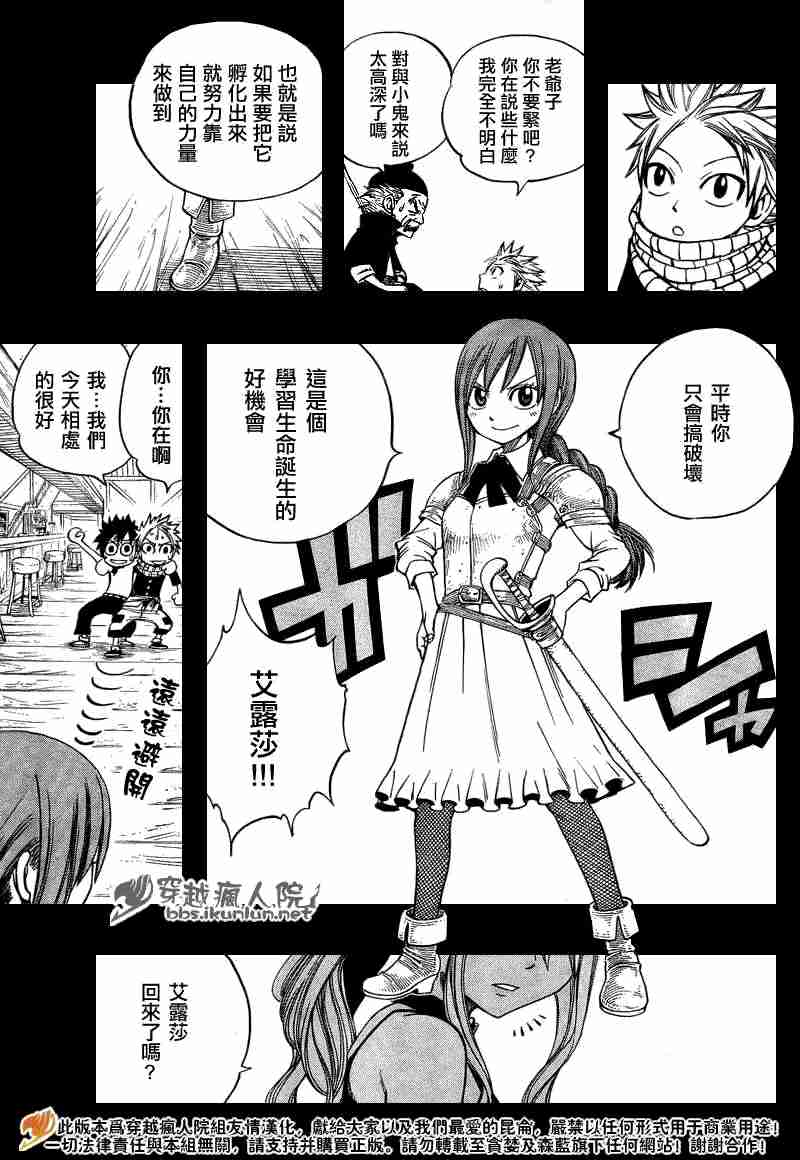 老爺子
你不要緊吧?
你在說些什麼
我完全不明白
對與小鬼來說
太高深了嗎
也就是說
如果要把它
孵化出來
就努力靠
自己的力量
來做到
平時你
只會搞破壞
這是個
學習生命誕生的
好機會
艾露莎!!!
你…你在啊
我…我們
今天相處
的很好
遠遠避開
艾露莎
回來了嗎?
穿越瘋人院
bbs.ikunlun.net
此版本爲穿越瘋人院組友情漢化，獻給大家以及我們最愛的昆侖，嚴禁以任何形式用于商業用途!
一切法律責任與本組無關，請支持并購買正版。請勿轉載至貪婪及森藍旗下任何網站! 謝謝合作!